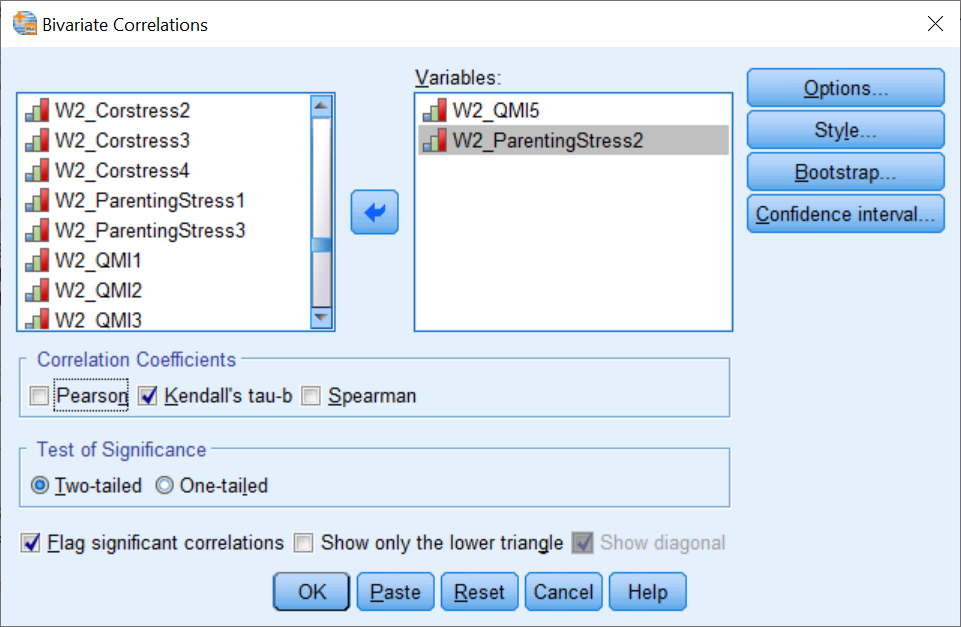 Bivariate Correlations
W2_Corstress2
W2_Corstress3
W2_Corstress4
W2_ParentingStress1
W2_ParentingStress3
W2_QMI1
W2_QMI2
W2_QMI3
Variables:
W2_QMI5
W2_ParentingStress2
Options...
Style...
Bootstrap...
Confidence interval...
Correlation Coefficients
Pearson Kendall's tau-b Spearman
Test of Significance
Two-tailed One-tailed
Flag significant correlations Show only the lower triangle Show diagonal
OK Paste Reset Cancel Help